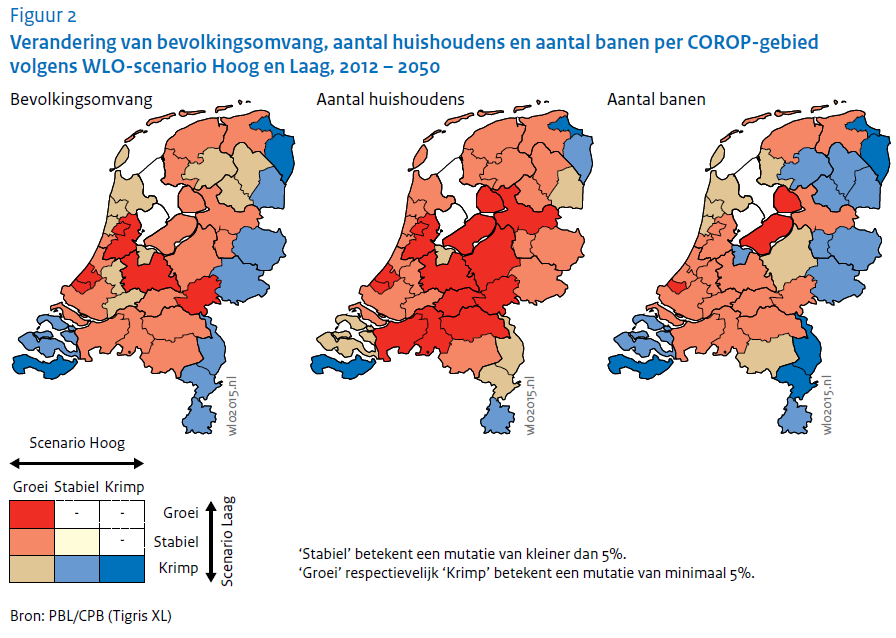 Figuur 2
Verandering van bevolkingsomvang, aantal huishoudens en aantal banen per COROP-gebied
volgens WLO-scenario Hoog en Laag, 2012 – 2050
Bevolkingsomvang
Aantal huishoudens
Aantal banen
wlo2015.nl
wlo2015.nl
wlo2015.nl
Scenario Hoog
Groei Stabiel Krimp
- - Groei
- Stabiel
Krimp
Scenario Laag
‘Stabiel’ betekent een mutatie van kleiner dan 5%.
‘Groei’ respectievelijk ‘Krimp’ betekent een mutatie van minimaal 5%.
Bron: PBL/CPB (Tigris XL)